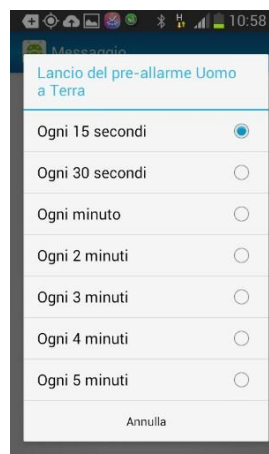 H 10:58
Messaggio
Lancio del pre-allarme Uomo
a Terra
Ogni 15 secondi
Ogni 30 secondi
Ogni minuto
Ogni 2 minuti
Ogni 3 minuti
Ogni 4 minuti
Ogni 5 minuti
Annulla